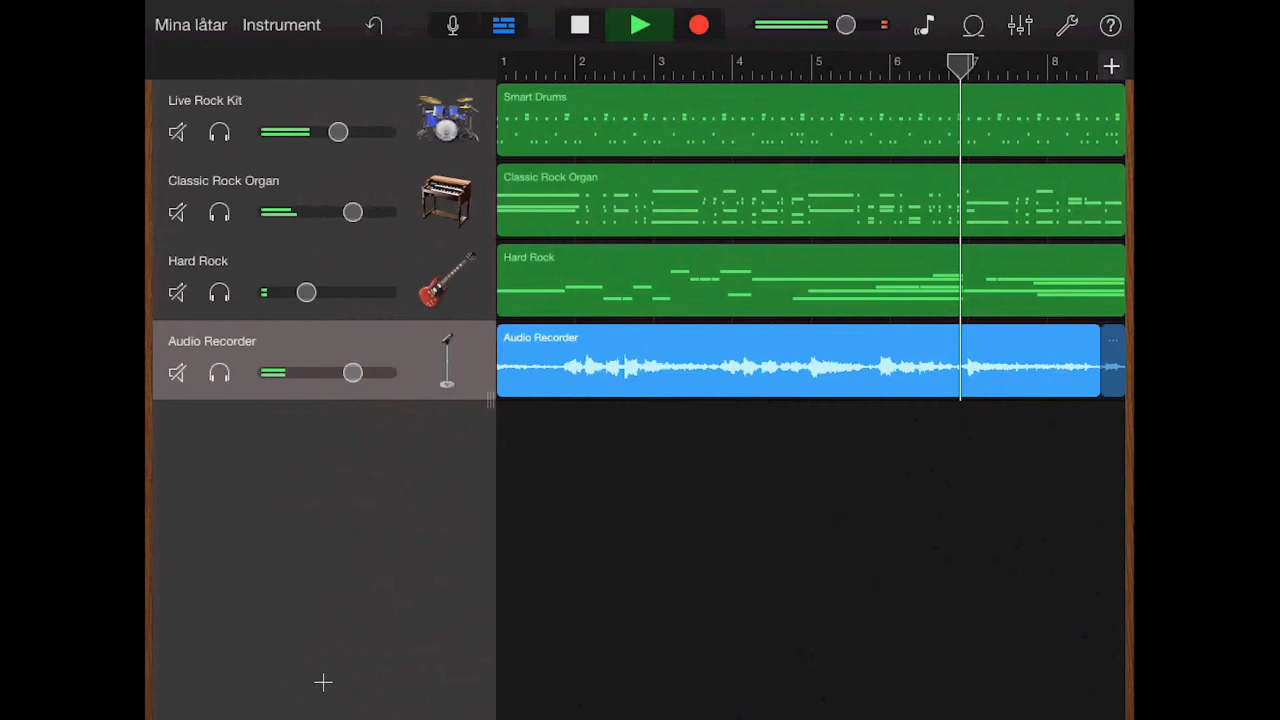 Mina låtar Instrument
1 2 3 4 5 6 7 8
Live Rock Kit
Smart Drums
Classic Rock Organ
Classic Rock Organ
Hard Rock
Hard Rock
Audio Recorder
Audio Recorder